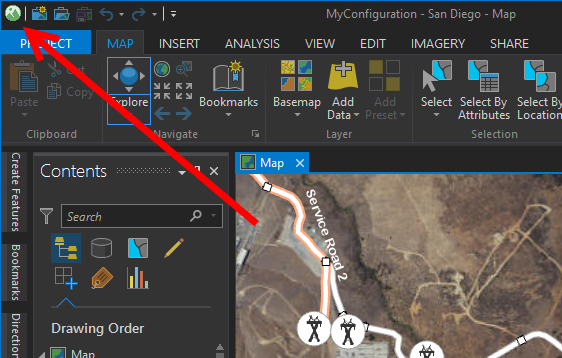 MyConfiguration - San Diego - Map
PROJECT MAP INSERT ANALYSIS VIEW EDIT IMAGERY SHARE
Paste
Cut
Copy
Explore
Bookmarks
Basemap
Add Data
Add Preset
Select
Select By Attributes
Select By Location
Clipboard
Navigate
Layer
Selection
Create Features
Bookmarks
Contents
Search
Drawing Order
Map
Map
Service Road 2